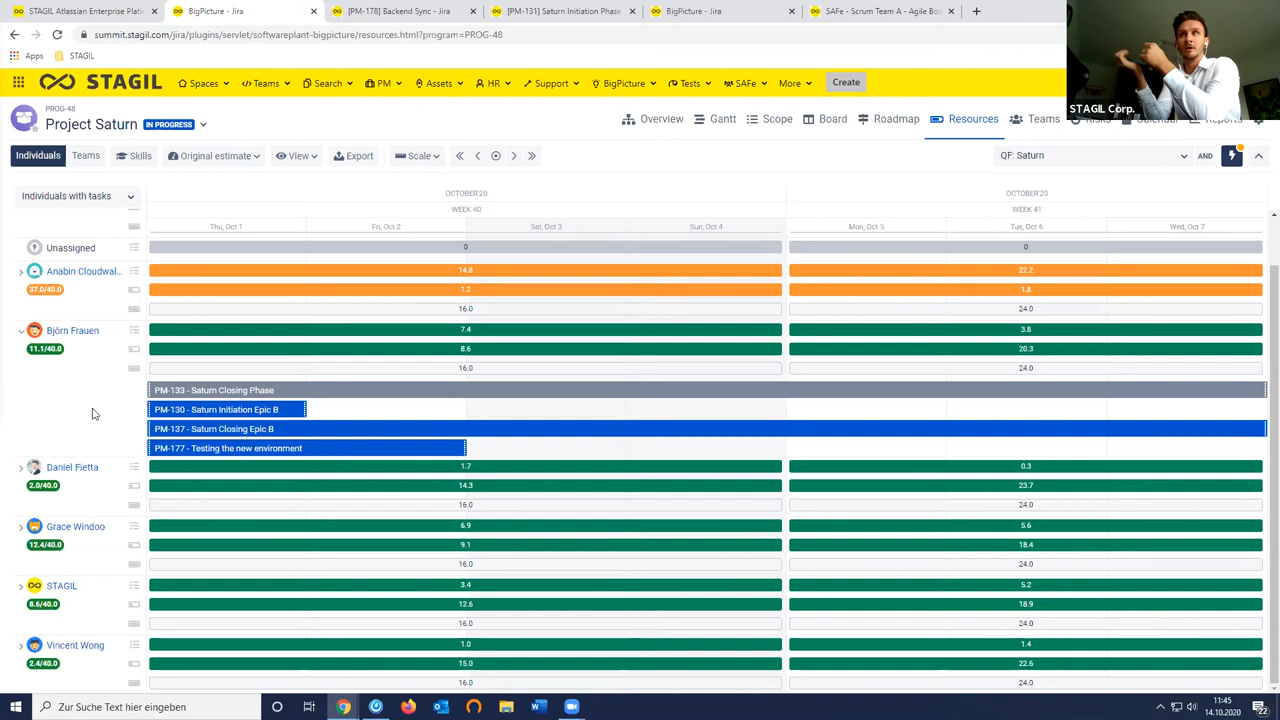 STAGIL Atlassian Enterprise Plati
BigPicture - Jira
[PM-178] Backend Sync - Jira
[PM-131] Saturn Initiation Phase
BigPicture - Jira
SAFe - Scrum Team A - Agile Boa
summit.stagil.com/jira/plugins/servlet/softwareplant-bigpicture/resources.html?program=PROG-48
Apps STAGIL
STAGIL Spaces Teams Search PM Assets HR Support BigPicture Tests SAFe More Create
STAGIL Corp.
PROG-48
Project Saturn IN PROGRESS
Overview Gantt Scope Board Roadmap Resources Teams Risks Calendar Reports
Individuals Teams Skills Original estimate View Export Scale QF: Saturn AND
Individuals with tasks
OCTOBER'20 OCTOBER'20
WEEK 40 WEEK 41
Thu, Oct 1 Fri, Oct 2 Sat, Oct 3 Sun, Oct 4 Mon, Oct 5 Tue, Oct 6 Wed, Oct 7
Unassigned 0 0
Anabin Cloudwal... 14.8 22.2
37.0/40.0 1.2 1.8
16.0 24.0
Björn Frauen 7.4 3.8
11.1/40.0 8.6 20.3
16.0 24.0
PM-133 - Saturn Closing Phase
PM-130 - Saturn Initiation Epic B
PM-137 - Saturn Closing Epic B
PM-177 - Testing the new environment
Daniel Fietta 1.7 0.3
2.0/40.0 14.3 23.7
16.0 24.0
Grace Windoo 6.9 5.6
12.4/40.0 9.1 18.4
16.0 24.0
STAGIL 3.4 5.2
8.6/40.0 12.6 18.9
16.0 24.0
Vincent Wong 1.0 1.4
2.4/40.0 15.0 22.6
16.0 24.0
Zur Suche Text hier eingeben
11:45
14.10.2020
22